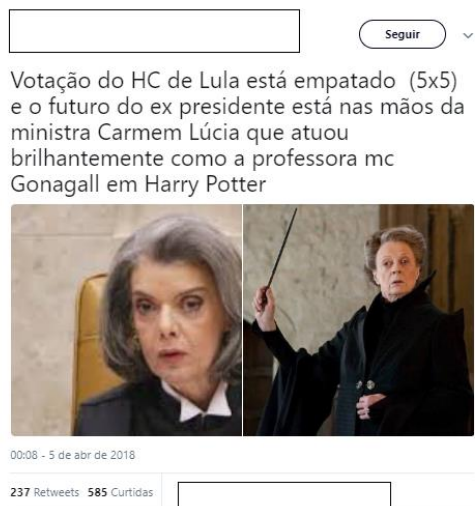 Seguir
Votação do HC de Lula está empatado (5x5)
e o futuro do ex presidente está nas mãos da
ministra Carmem Lúcia que atuou
brilhantemente como a professora mc
Gonagall em Harry Potter
00:08 - 5 de abr de 2018
237 Retweets 585 Curtidas